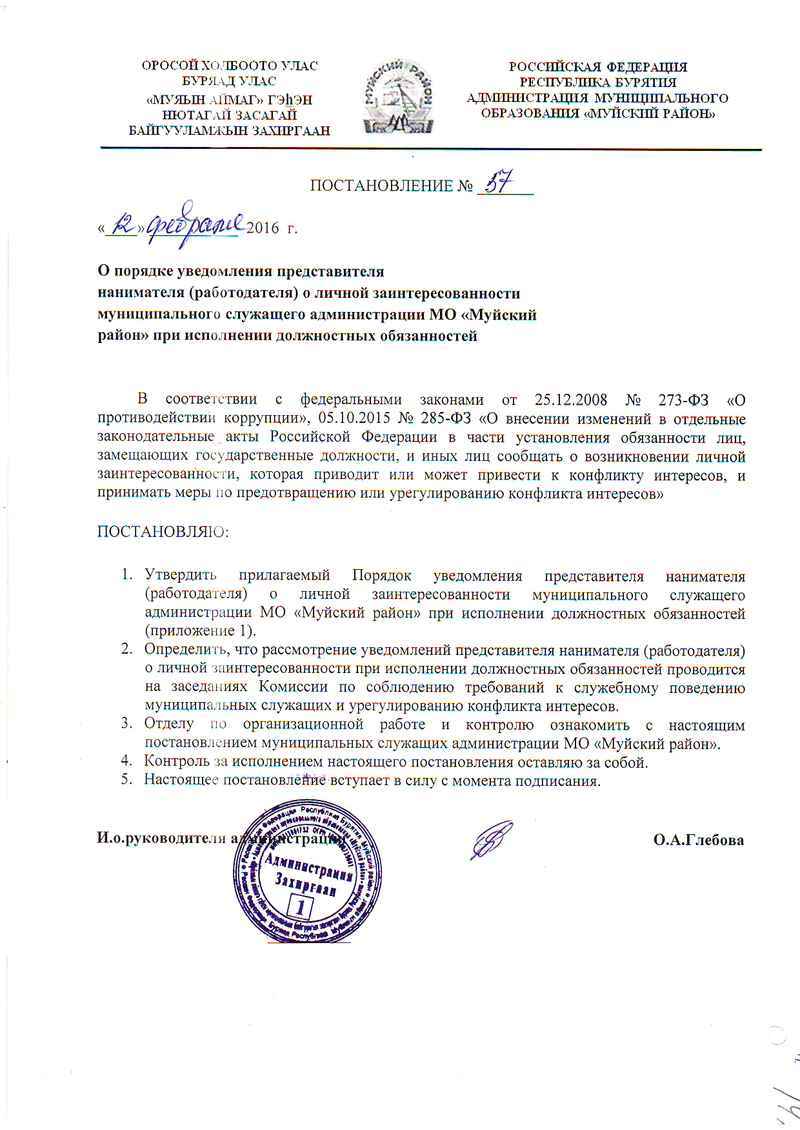 ОРОСОЙ ХОЛБООТО УЛАС
БУРЯАД УЛАС
«МУЯЫН АЙМАГ» ГЭҺЭН
НЮТАГАЙ ЗАСАГАЙ
БАЙГУУЛАМЖЫН ЗАХИРГААН
МУЙСКИЙ РАЙОН
РОССИЙСКАЯ ФЕДЕРАЦИЯ
РЕСПУБЛИКА БУРЯТИЯ
АДМИНИСТРАЦИЯ МУНИЦИПАЛЬНОГО
ОБРАЗОВАНИЯ «МУЙСКИЙ РАЙОН»
ПОСТАНОВЛЕНИЕ № 57
«12» февраля 2016 г.
О порядке уведомления представителя
нанимателя (работодателя) о личной заинтересованности
муниципального служащего администрации МО «Муйский
район» при исполнении должностных обязанностей
В соответствии с федеральными законами от 25.12.2008 № 273-ФЗ «О
противодействии коррупции», 05.10.2015 № 285-ФЗ «О внесении изменений в отдельные
законодательные акты Российской Федерации в части установления обязанности лиц,
замещающих государственные должности, и иных лиц сообщать о возникновении личной
заинтересованности, которая приводит или может привести к конфликту интересов, и
принимать меры по предотвращению или урегулированию конфликта интересов»
ПОСТАНОВЛЯЮ:
1. Утвердить прилагаемый Порядок уведомления представителя нанимателя
(работодателя) о личной заинтересованности муниципального служащего
администрации МО «Муйский район» при исполнении должностных обязанностей
(приложение 1).
2. Определить, что рассмотрение уведомлений представителя нанимателя (работодателя)
о личной заинтересованности при исполнении должностных обязанностей проводится
на заседаниях Комиссии по соблюдению требований к служебному поведению
муниципальных служащих и урегулированию конфликта интересов.
3. Отделу по организационной работе и контролю ознакомить с настоящим
постановлением муниципальных служащих администрации МО «Муйский район».
4. Контроль за исполнением настоящего постановления оставляю за собой.
5. Настоящее постановление вступает в силу с момента подписания.
И.о.руководителя администрации О.А.Глебова
Администрация
Захиргаан
1